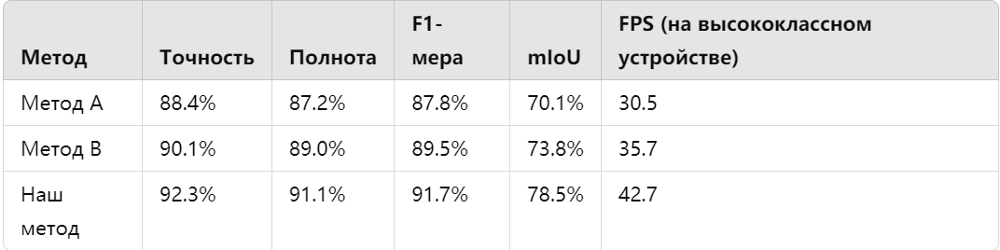 Метод Точность Полнота F1-мера mIoU FPS (на высококлассном устройстве)
Метод A 88.4% 87.2% 87.8% 70.1% 30.5
Метод B 90.1% 89.0% 89.5% 73.8% 35.7
Наш метод 92.3% 91.1% 91.7% 78.5% 42.7